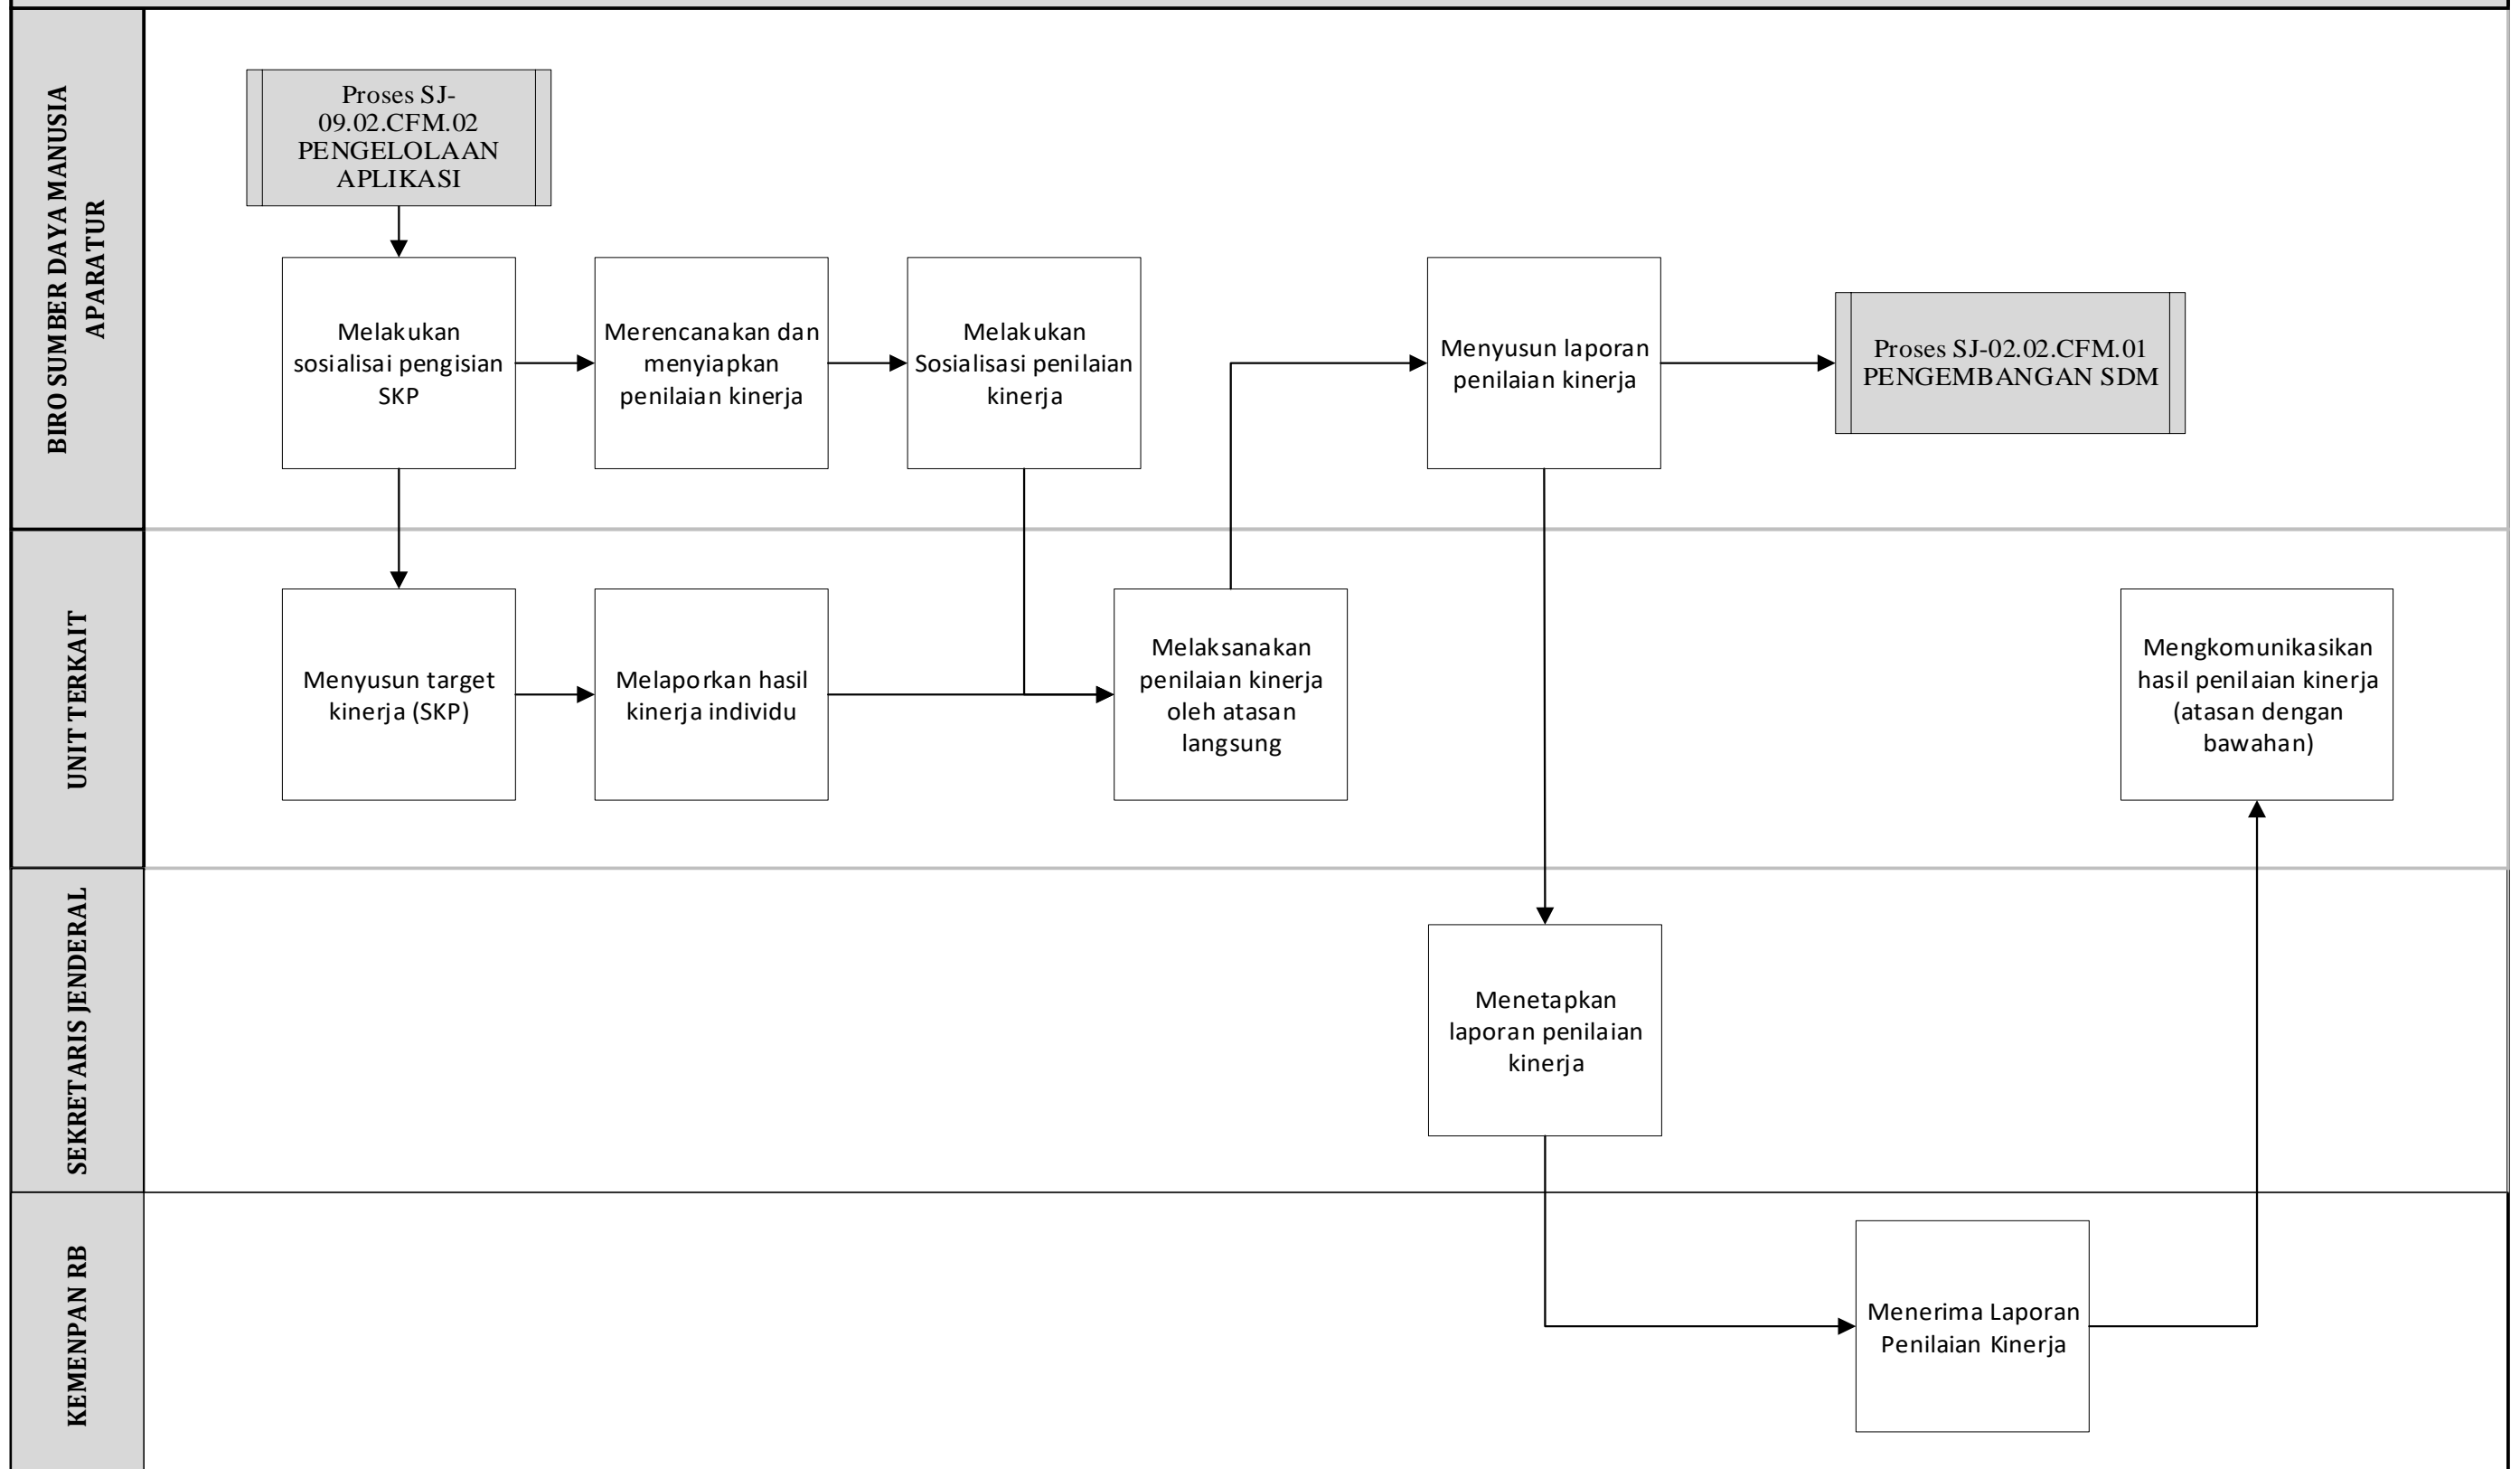 BIRO SUMBER DAYA MANUSIA
APARATUR
Proses SJ-
09.02.CFM.02
PENGELOLAAN
APLIKASI
Melakukan
sosialisai pengisian
SKP
Merencanakan dan
menyiapkan
penilaian kinerja
Melakukan
Sosialisasi penilaian
kinerja
Menyusun laporan
penilaian kinerja
Proses SJ-02.02.CFM.01
PENGEMBANGAN SDM
UNIT TERKAIT
Menyusun target
kinerja (SKP)
Melaporkan hasil
kinerja individu
Melaksanakan
penilaian kinerja
oleh atasan
langsung
Mengkomunikasikan
hasil penilaian kinerja
(atasan dengan
bawahan)
SEKRETARIS JENDERAL
Menetapkan
laporan penilaian
kinerja
KEMENPAN RB
Menerima Laporan
Penilaian Kinerja